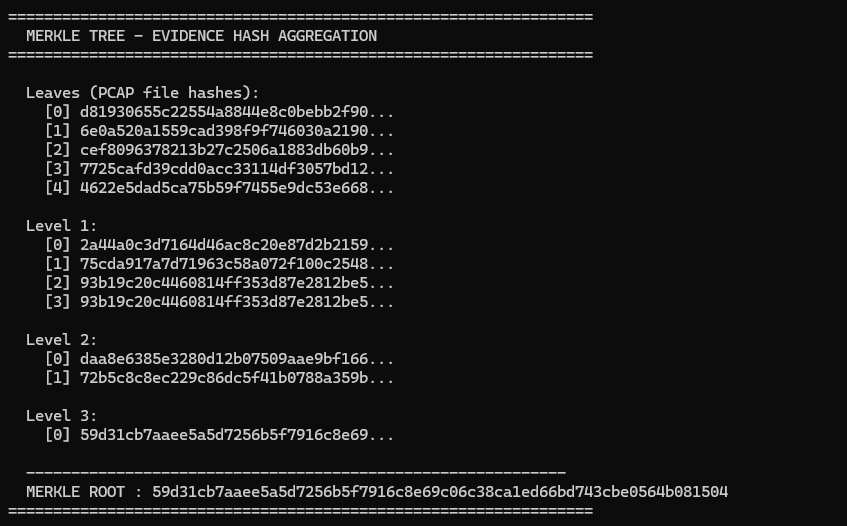 =================================================================
MERKLE TREE - EVIDENCE HASH AGGREGATION
=================================================================
Leaves (PCAP file hashes):
[0] d81930655c22554a8844e8c0bebb2f90...
[1] 6e0a520a1559cad398f9f746030a2190...
[2] cef8096378213b27c2506a1883db60b9...
[3] 7725cafd39cdd0acc33114df3057bd12...
[4] 4622e5dad5ca75b59f7455e9dc53e668...
Level 1:
[0] 2a44a0c3d7164d46ac8c20e87d2b2159...
[1] 75cda917a7d71963c58a072f100c2548...
[2] 93b19c20c4460814ff353d87e2812be5...
[3] 93b19c20c4460814ff353d87e2812be5...
Level 2:
[0] daa8e6385e3280d12b07509aae9bf166...
[1] 72b5c8c8ec229c86dc5f41b0788a359b...
Level 3:
[0] 59d31cb7aaee5a5d7256b5f7916c8e69...
------------------------------------------------------------
MERKLE ROOT : 59d31cb7aaee5a5d7256b5f7916c8e69c06c38ca1ed66bd743cbe0564b081504
=================================================================